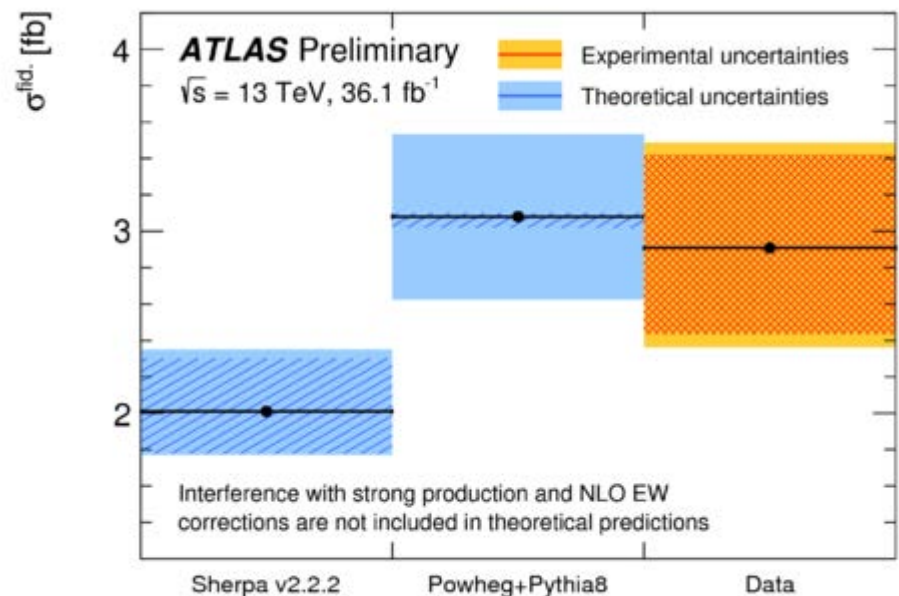 σ^fid. [fb]
4
3
2
ATLAS Preliminary
√s = 13 TeV, 36.1 fb⁻¹
Experimental uncertainties
Theoretical uncertainties
Interference with strong production and NLO EW
corrections are not included in theoretical predictions
Sherpa v2.2.2
Powheg+Pythia8
Data